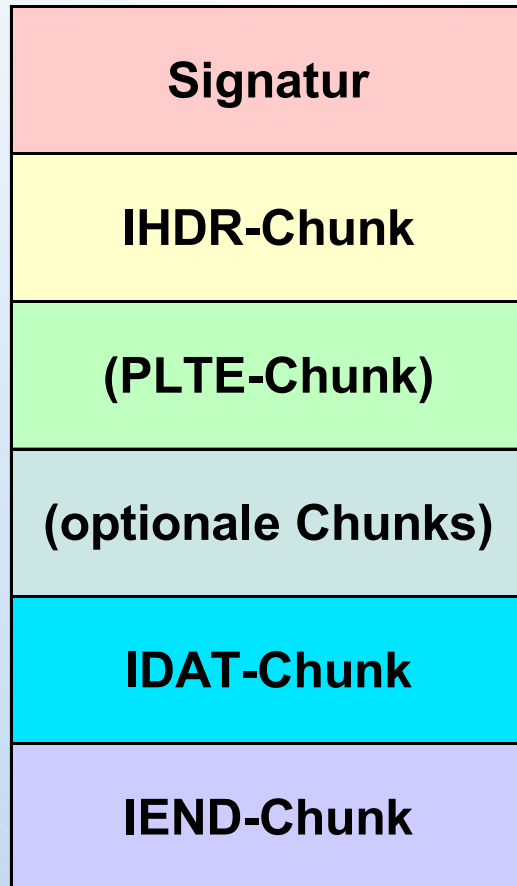 Signatur
IHDR-Chunk
(PLTE-Chunk)
(optionale Chunks)
IDAT-Chunk
IEND-Chunk